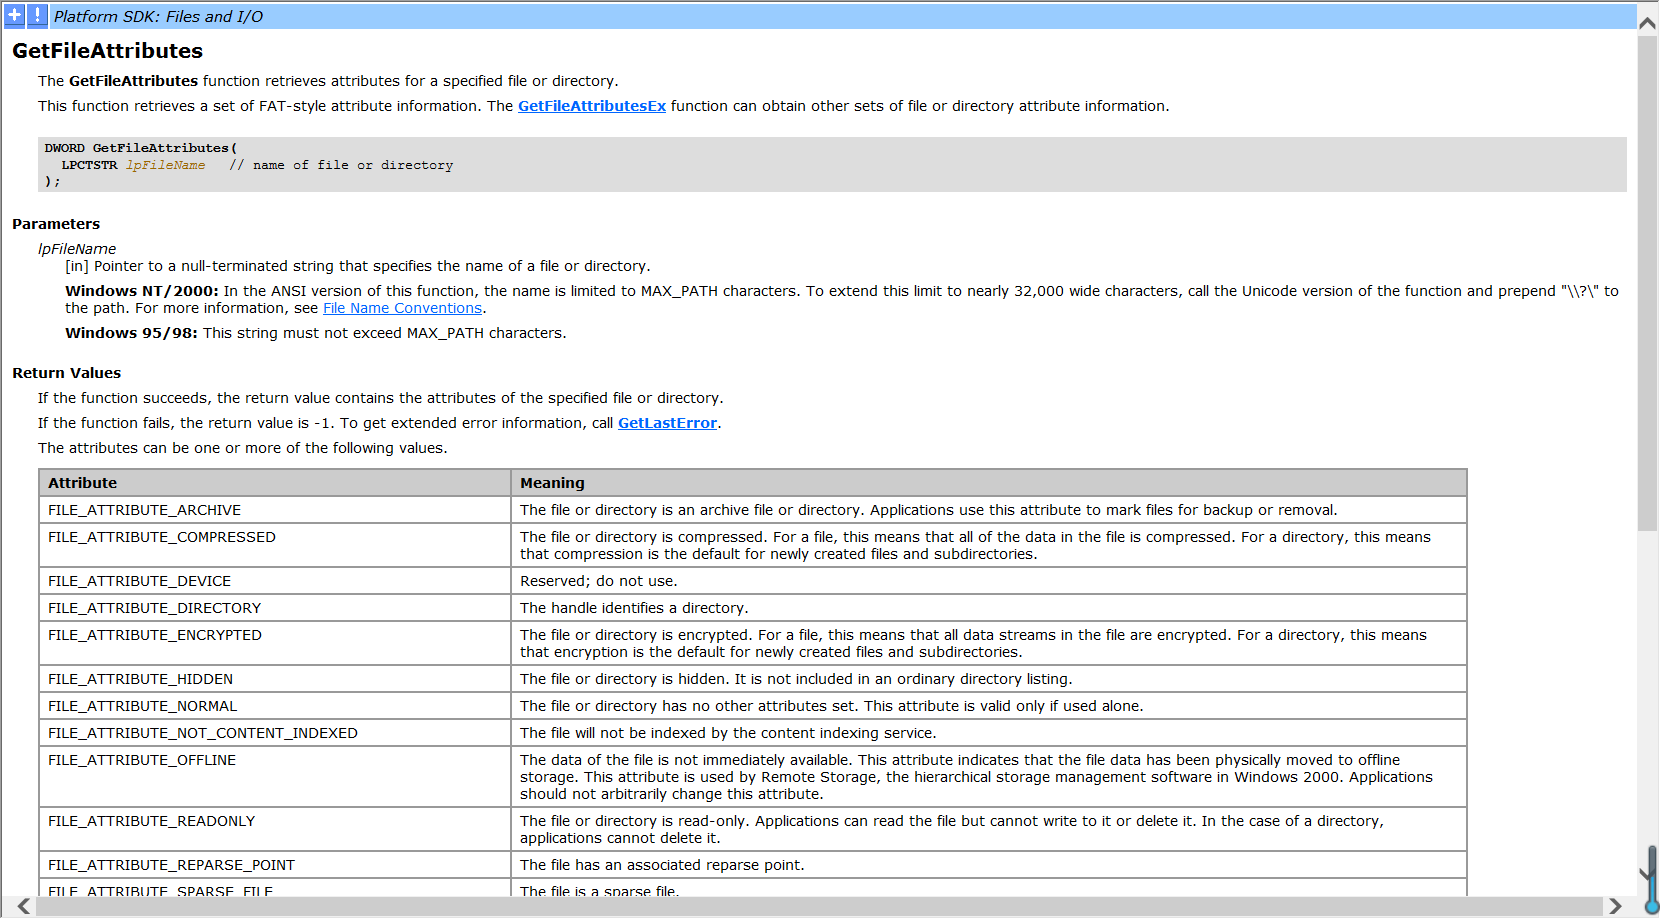 Platform SDK: Files and I/O
GetFileAttributes
The GetFileAttributes function retrieves attributes for a specified file or directory.
This function retrieves a set of FAT-style attribute information. The GetFileAttributesEx function can obtain other sets of file or directory attribute information.
DWORD GetFileAttributes(
LPCTSTR lpFileName // name of file or directory
);
Parameters
lpFileName
[in] Pointer to a null-terminated string that specifies the name of a file or directory.
Windows NT/2000: In the ANSI version of this function, the name is limited to MAX_PATH characters. To extend this limit to nearly 32,000 wide characters, call the Unicode version of the function and prepend "\\?\" to
the path. For more information, see File Name Conventions.
Windows 95/98: This string must not exceed MAX_PATH characters.
Return Values
If the function succeeds, the return value contains the attributes of the specified file or directory.
If the function fails, the return value is -1. To get extended error information, call GetLastError.
The attributes can be one or more of the following values.
Attribute Meaning
FILE_ATTRIBUTE_ARCHIVE The file or directory is an archive file or directory. Applications use this attribute to mark files for backup or removal.
FILE_ATTRIBUTE_COMPRESSED The file or directory is compressed. For a file, this means that all of the data in the file is compressed. For a directory, this means
that compression is the default for newly created files and subdirectories.
FILE_ATTRIBUTE_DEVICE Reserved; do not use.
FILE_ATTRIBUTE_DIRECTORY The handle identifies a directory.
FILE_ATTRIBUTE_ENCRYPTED The file or directory is encrypted. For a file, this means that all data streams in the file are encrypted. For a directory, this means
that encryption is the default for newly created files and subdirectories.
FILE_ATTRIBUTE_HIDDEN The file or directory is hidden. It is not included in an ordinary directory listing.
FILE_ATTRIBUTE_NORMAL The file or directory has no other attributes set. This attribute is valid only if used alone.
FILE_ATTRIBUTE_NOT_CONTENT_INDEXED The file will not be indexed by the content indexing service.
FILE_ATTRIBUTE_OFFLINE The data of the file is not immediately available. This attribute indicates that the file data has been physically moved to offline
storage. This attribute is used by Remote Storage, the hierarchical storage management software in Windows 2000. Applications
should not arbitrarily change this attribute.
FILE_ATTRIBUTE_READONLY The file or directory is read-only. Applications can read the file but cannot write to it or delete it. In the case of a directory,
applications cannot delete it.
FILE_ATTRIBUTE_REPARSE_POINT The file has an associated reparse point.
FILE_ATTRIBUTE_SPARSE_FILE The file is a sparse file.